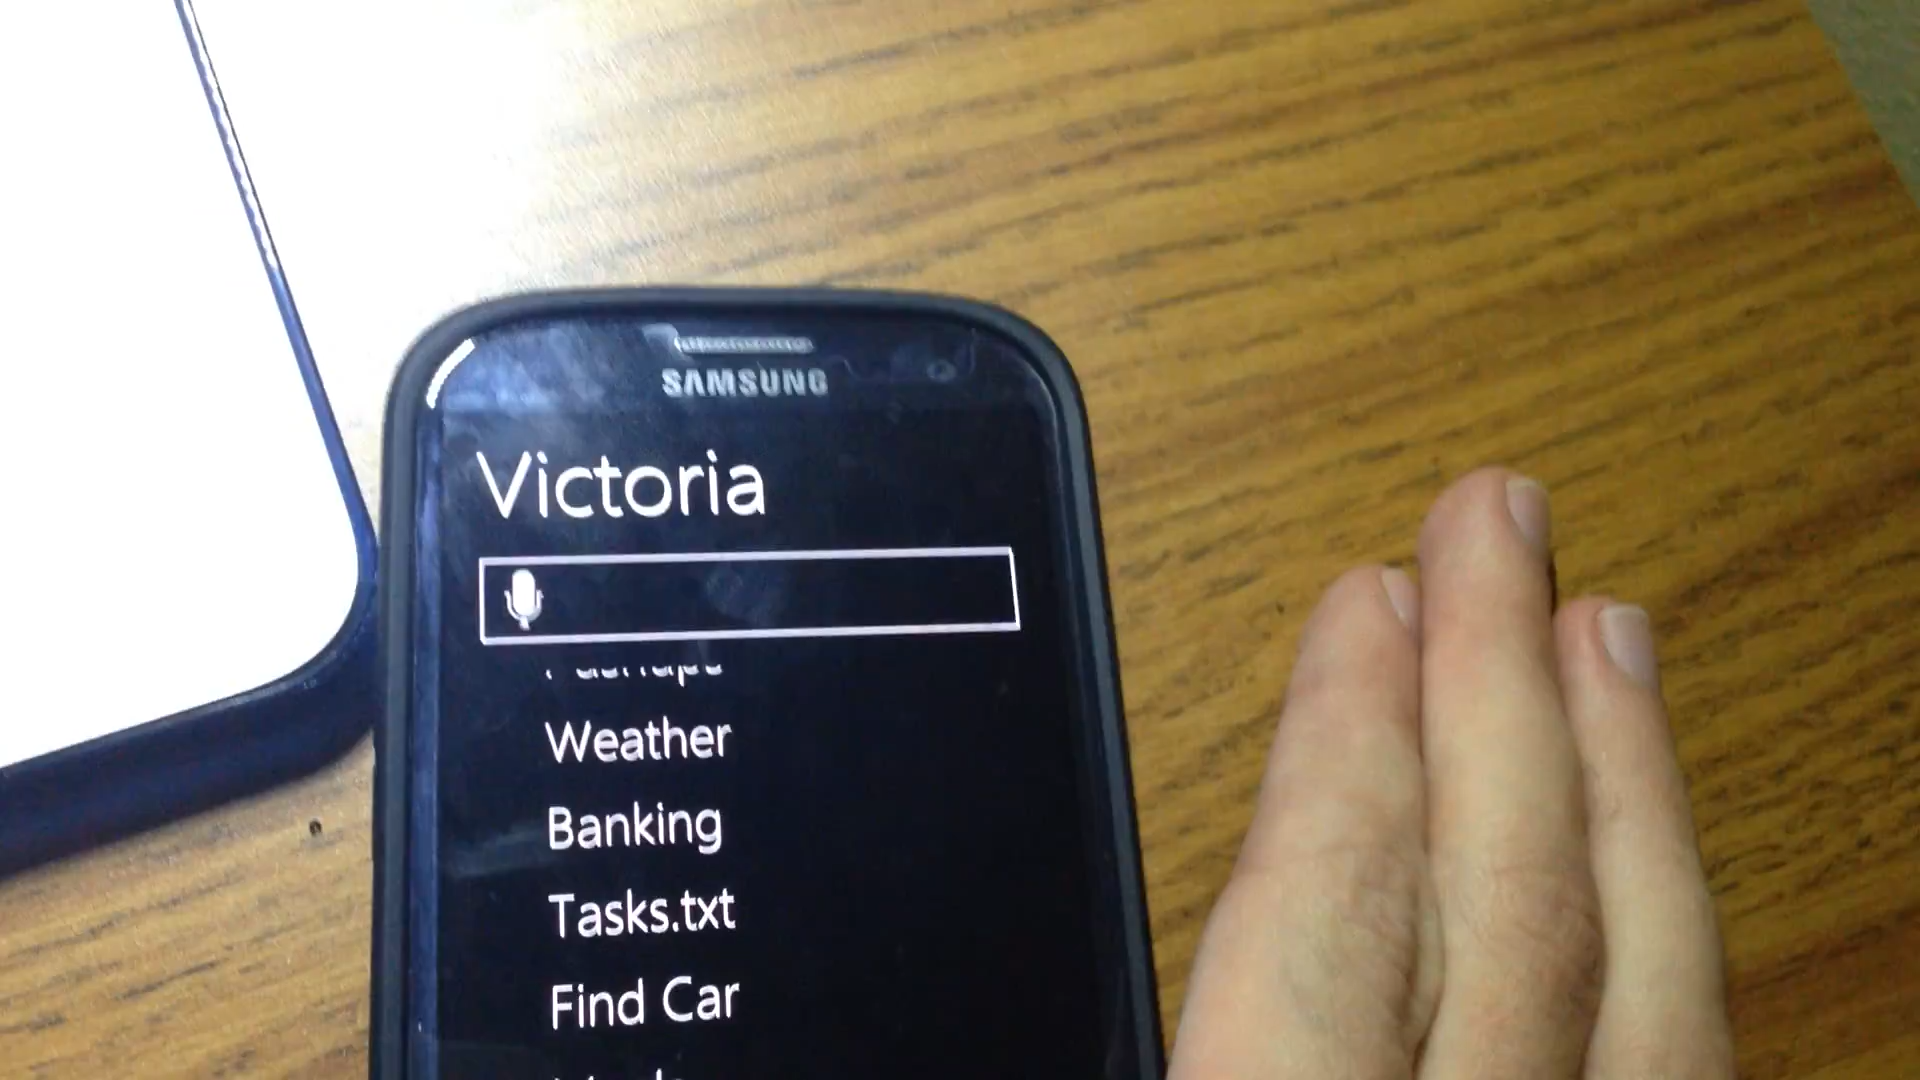 SAMSUNG
Victoria
Weather
Banking
Tasks.txt
Find Car